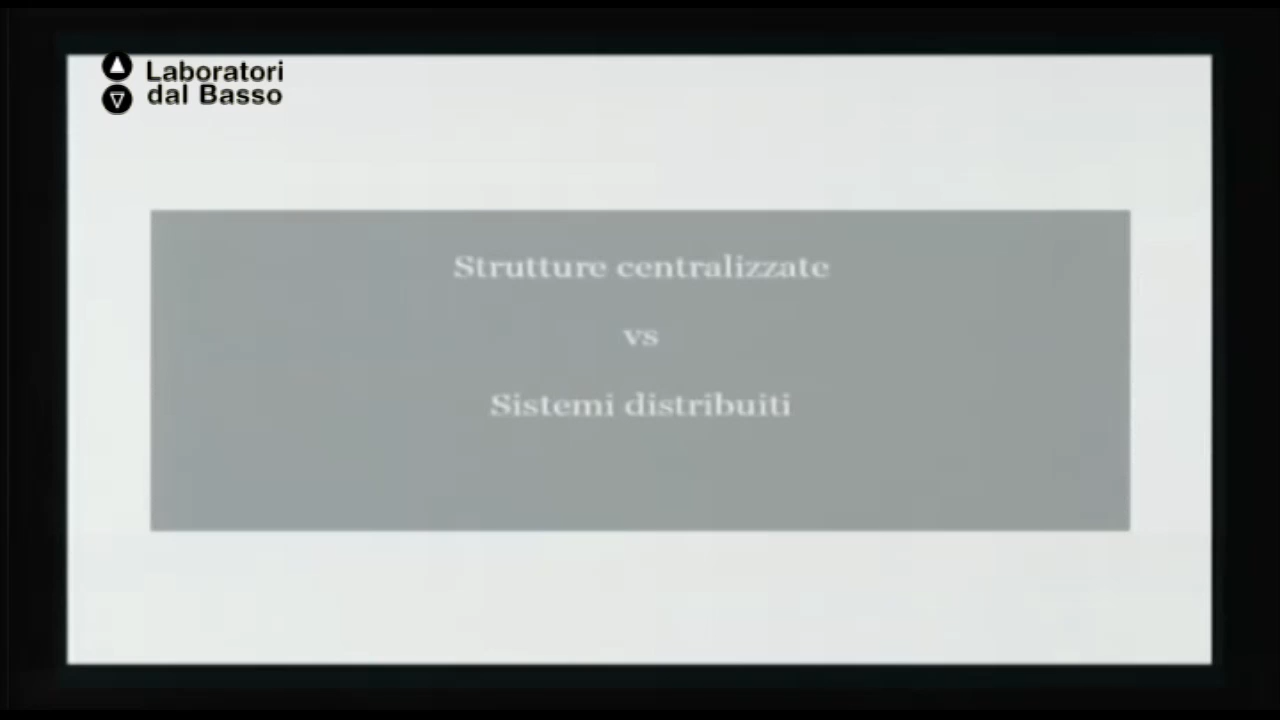 Laboratori
dal Basso
Strutture centralizzate
vs
Sistemi distribuiti